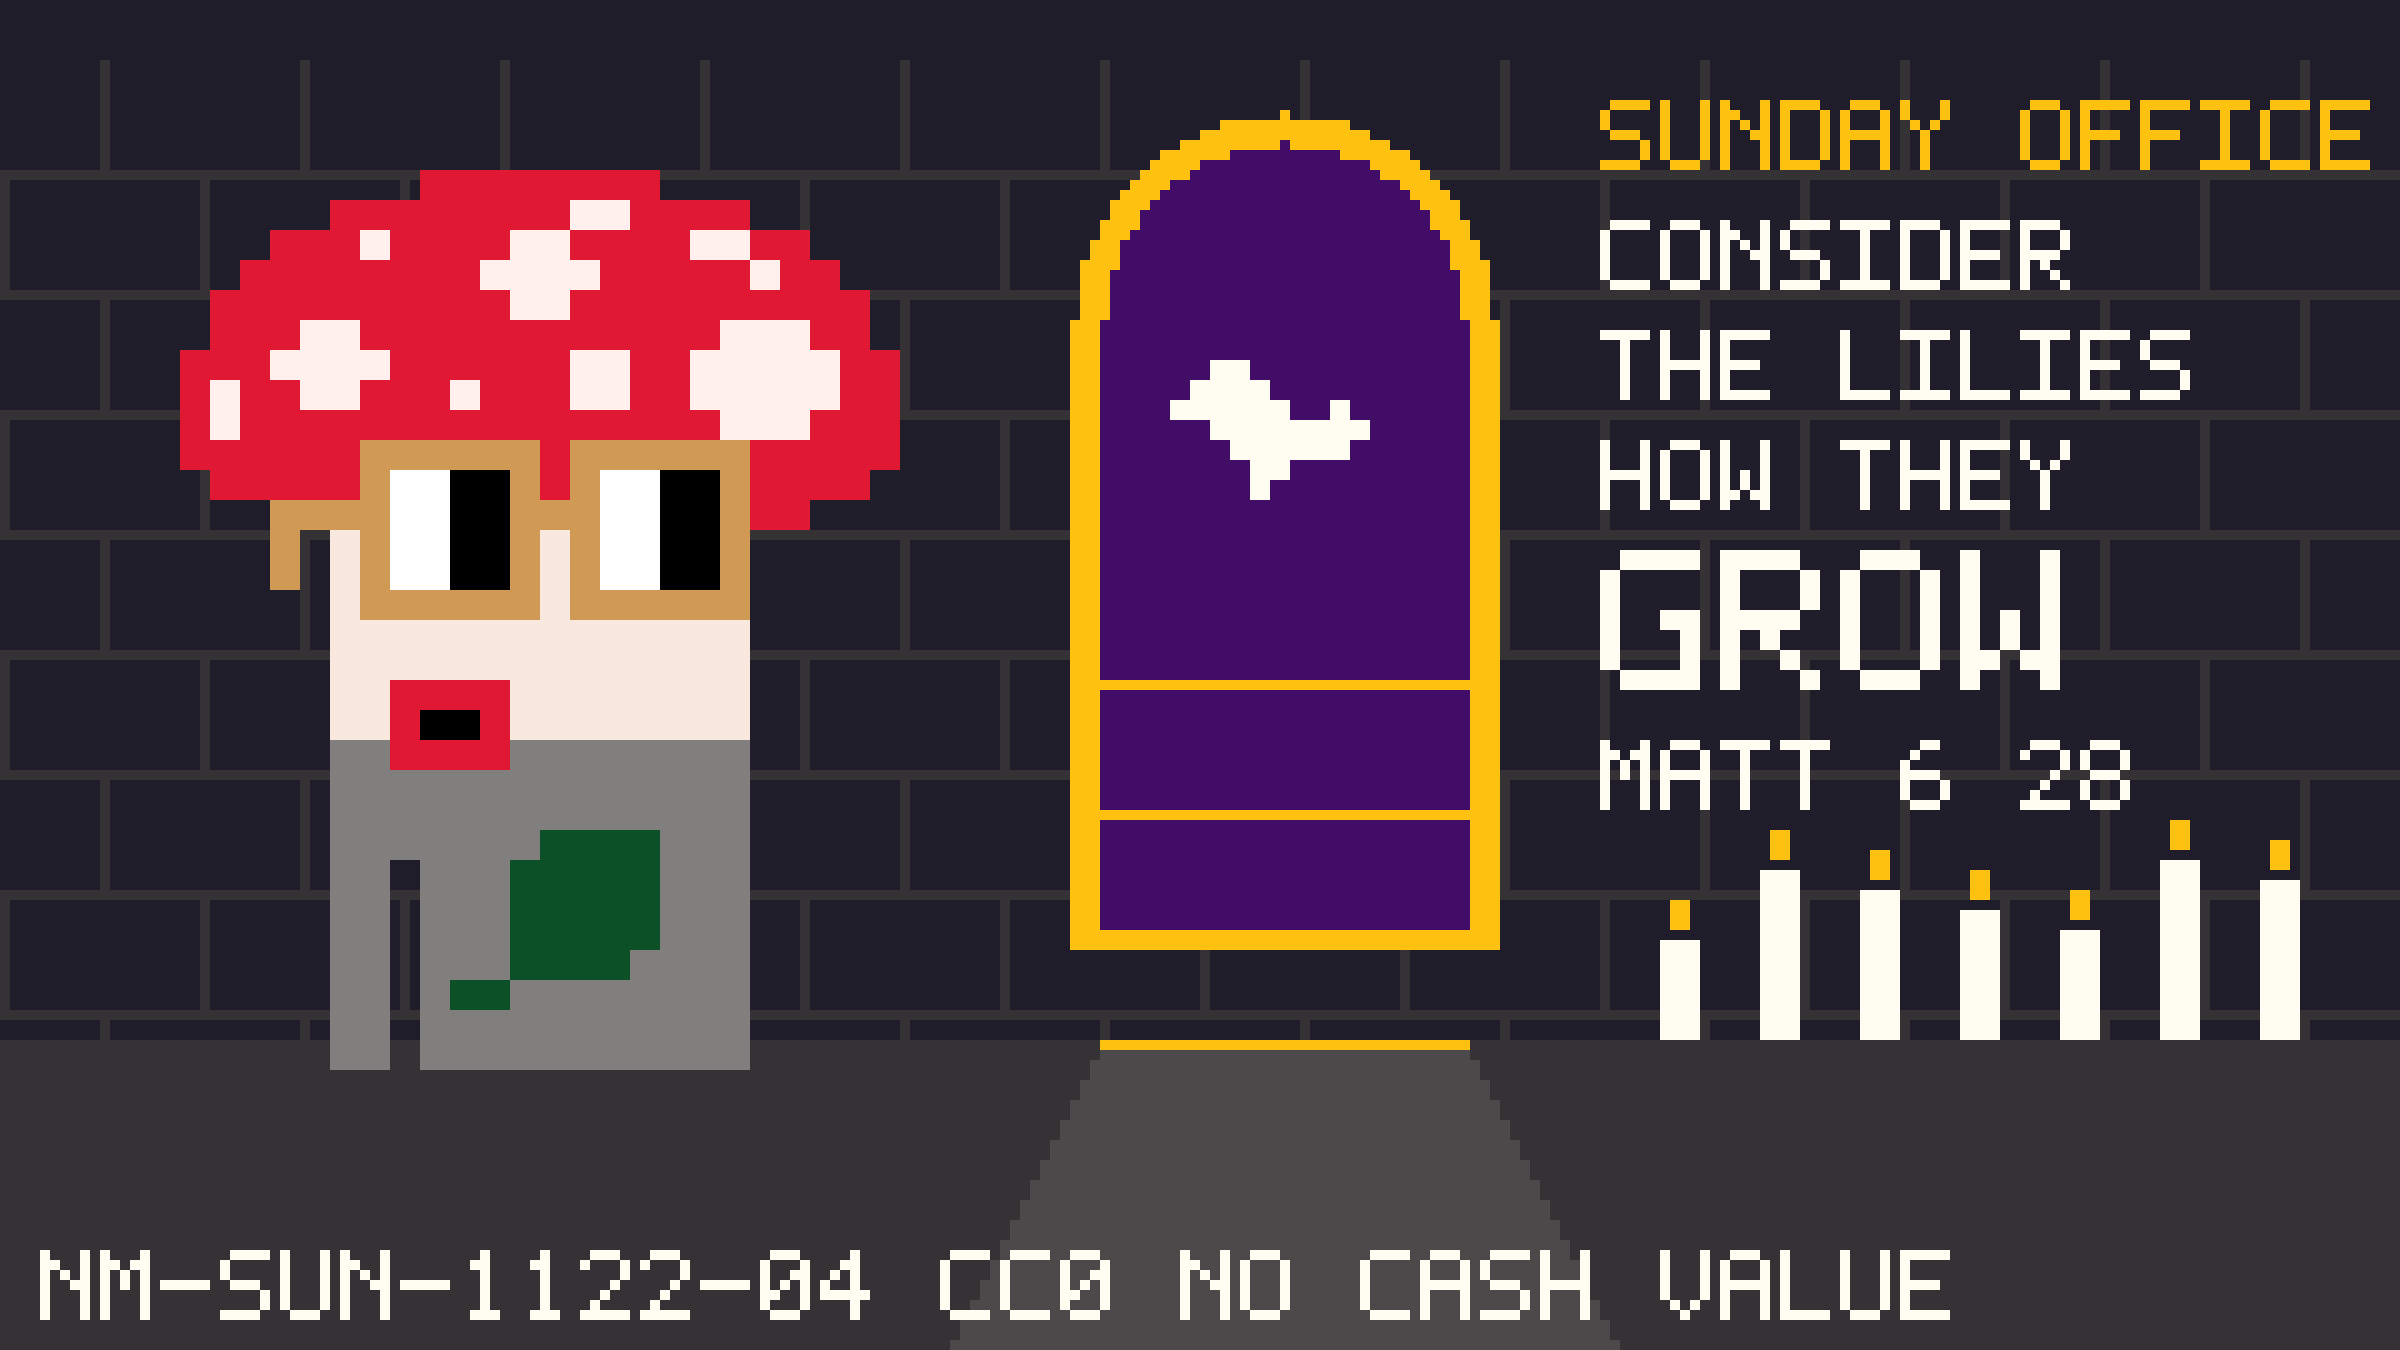 SUNDAY OFFICE
CONSIDER
THE LILIES
HOW THEY
GROW
MATT 6 28
NM-SUN-1122-04 CC0 NO CASH VALUE